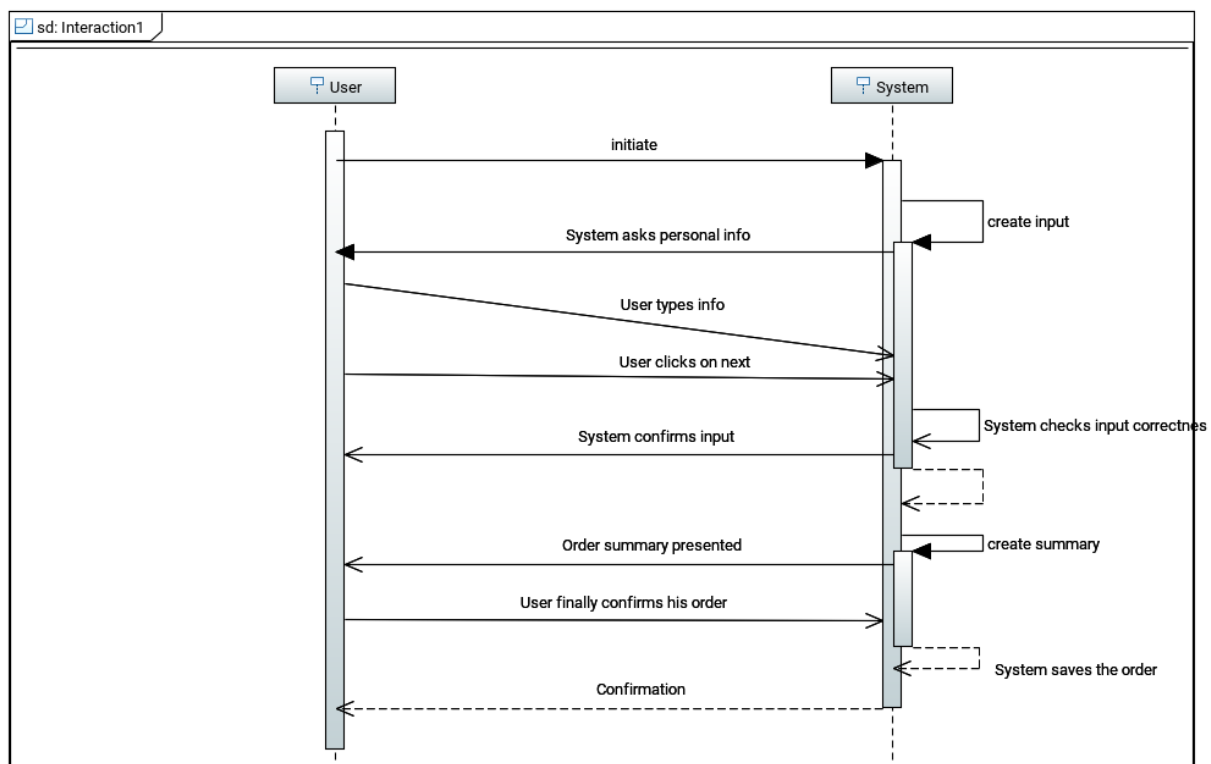 sd: Interaction1
User
System
initiate
create input
System asks personal info
User types info
User clicks on next
System checks input correctnes
System confirms input
create summary
Order summary presented
User finally confirms his order
System saves the order
Confirmation